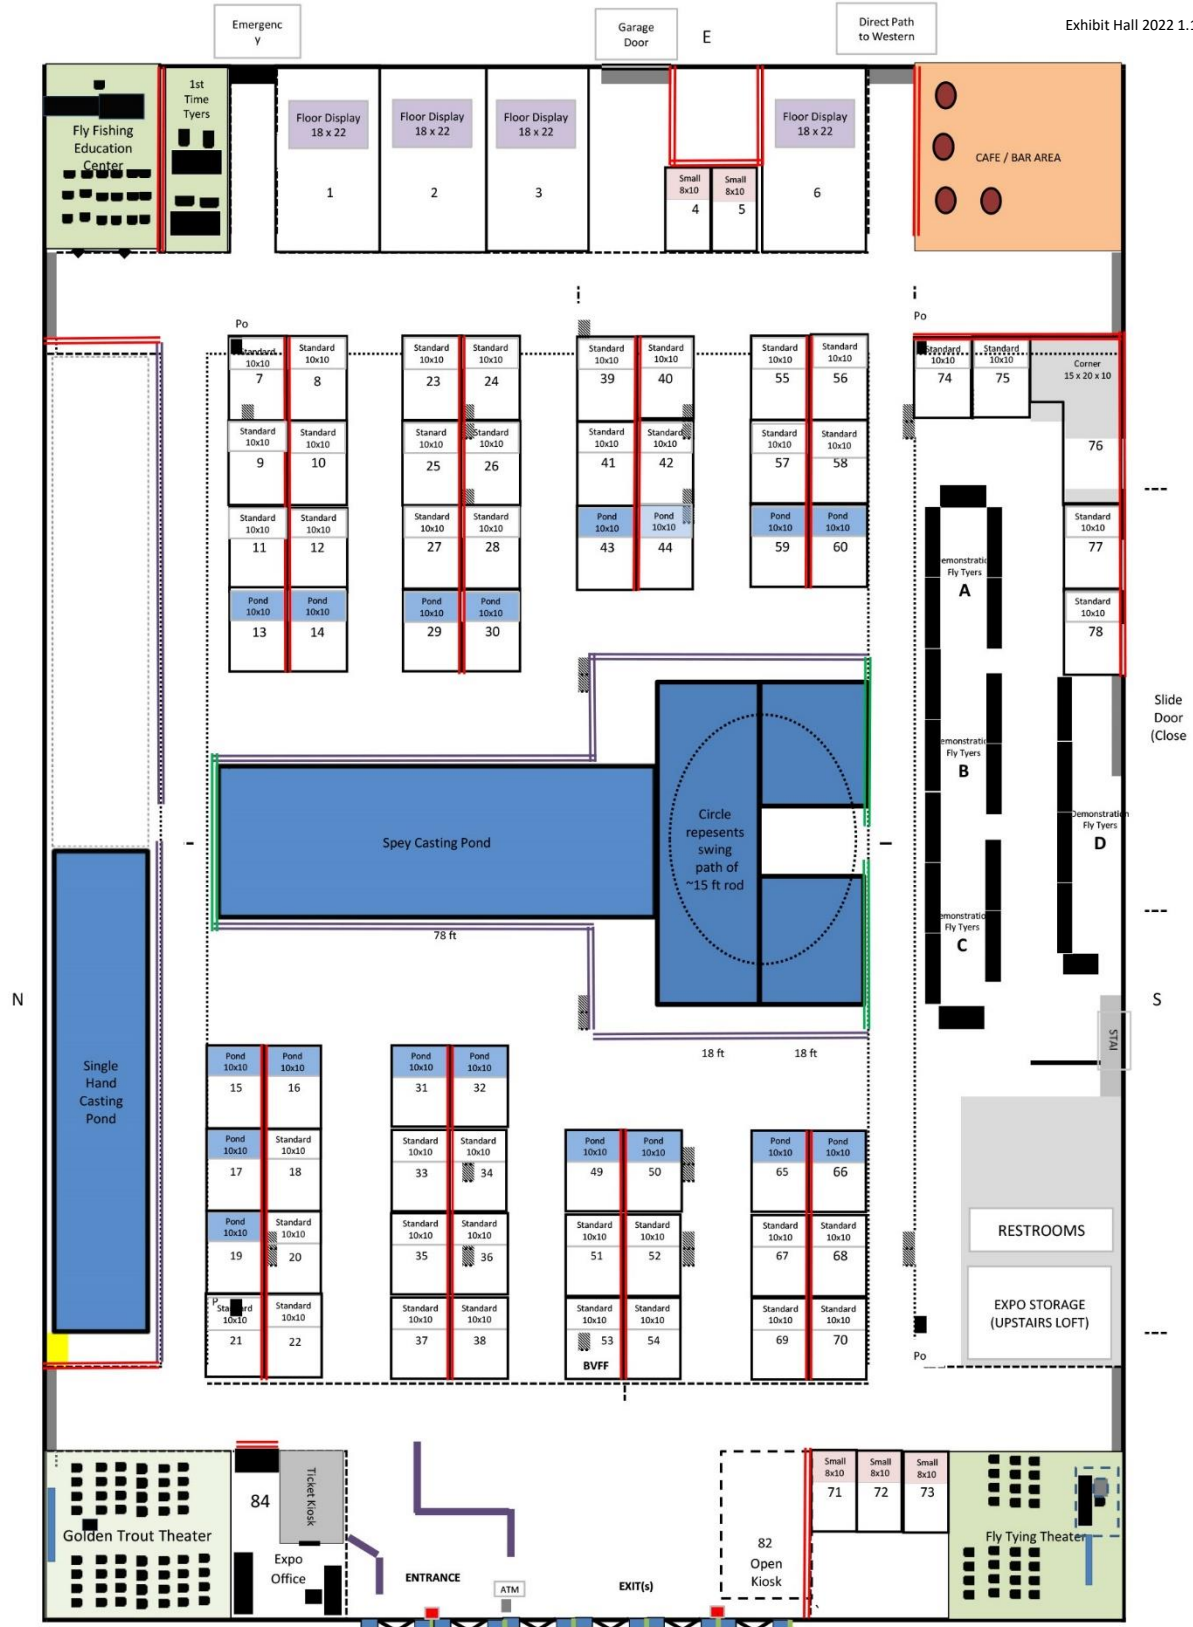 Exhibit Hall 2022 1.1
Emergenc
y
Garage
Door
E
Direct Path
to Western
Fly Fishing
Education
Center
1st
Time
Tyers
Floor Display
18 x 22
1
Floor Display
18 x 22
2
Floor Display
18 x 22
3
Small
8x10
4
Small
8x10
5
Floor Display
18 x 22
6
CAFE / BAR AREA
Po
Po
Standard
10x10
7
Standard
10x10
8
Standard
10x10
23
Standard
10x10
24
Standard
10x10
39
Standard
10x10
40
Standard
10x10
55
Standard
10x10
56
Standard
10x10
74
Standard
10x10
75
Corner
15 x 20 x 10
76
Standard
10x10
9
Standard
10x10
10
Standard
10x10
25
Standard
10x10
26
Standard
10x10
41
Standard
10x10
42
Standard
10x10
57
Standard
10x10
58
Standard
10x10
11
Standard
10x10
12
Standard
10x10
27
Standard
10x10
28
Pond
10x10
43
Pond
10x10
44
Pond
10x10
59
Pond
10x10
60
Standard
10x10
77
Pond
10x10
13
Pond
10x10
14
Pond
10x10
29
Pond
10x10
30
Standard
10x10
78
emonstratio
Fly Tyers
A
emonstratio
Fly Tyers
B
emonstratio
Fly Tyers
C
Demonstration
Fly Tyers
D
Slide
Door
(Close
Spey Casting Pond
Circle
repesents
swing
path of
~15 ft rod
78 ft
18 ft
18 ft
N
S
STAI
Single
Hand
Casting
Pond
Pond
10x10
15
Pond
10x10
16
Pond
10x10
31
Pond
10x10
32
Pond
10x10
17
Standard
10x10
18
Standard
10x10
33
Standard
10x10
34
Pond
10x10
49
Pond
10x10
50
Pond
10x10
65
Pond
10x10
66
Pond
10x10
19
Standard
10x10
20
Standard
10x10
35
Standard
10x10
36
Standard
10x10
51
Standard
10x10
52
Standard
10x10
67
Standard
10x10
68
P
Standard
10x10
21
Standard
10x10
22
Standard
10x10
37
Standard
10x10
38
Standard
10x10
53
BVFF
Standard
10x10
54
Standard
10x10
69
Standard
10x10
70
RESTROOMS
EXPO STORAGE
(UPSTAIRS LOFT)
Po
Golden Trout Theater
84
Ticket Kiosk
Expo
Office
ENTRANCE
ATM
EXIT(s)
82
Open
Kiosk
Small
8x10
71
Small
8x10
72
Small
8x10
73
Fly Tying Theater